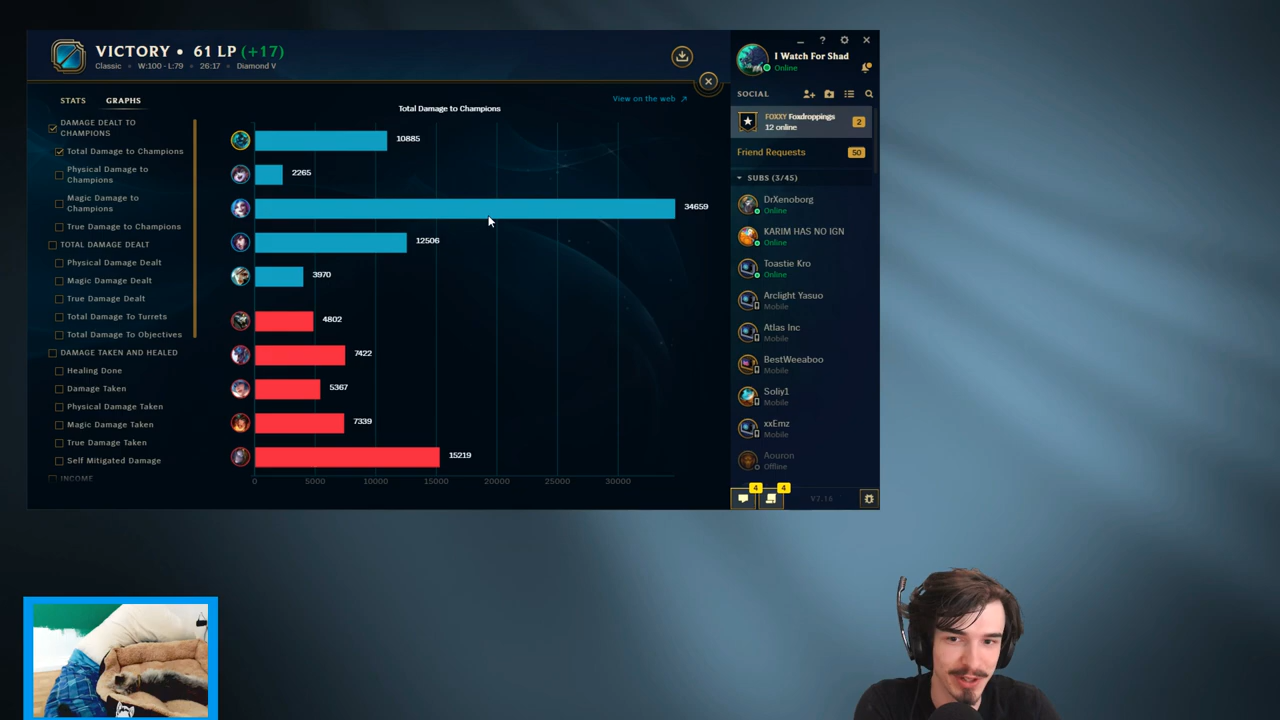 VICTORY • 61 LP (+17)
Classic • W:100 - L:79 • 26:17 • Diamond V
STATS GRAPHS
View on the web
DAMAGE DEALT TO CHAMPIONS
Total Damage to Champions
Physical Damage to Champions
Magic Damage to Champions
True Damage to Champions
TOTAL DAMAGE DEALT
Physical Damage Dealt
Magic Damage Dealt
True Damage Dealt
Total Damage To Turrets
Total Damage To Objectives
DAMAGE TAKEN AND HEALED
Healing Done
Damage Taken
Physical Damage Taken
Magic Damage Taken
True Damage Taken
Self Mitigated Damage
INCOME
Total Damage to Champions
10885
2265
34659
12506
3970
4802
7422
5367
7339
15219
0 5000 10000 15000 20000 25000 30000
?
I Watch For Shad
Online
SOCIAL
FOXXY Foxdroppings
12 online
2
Friend Requests
50
SUBS (3/45)
DrXenoborg
Online
KARIM HAS NO IGN
Online
Toastie Kro
Online
Arclight Yasuo
Mobile
Atlas Inc
Mobile
BestWeeaboo
Mobile
Soliy1
Mobile
xxEmz
Mobile
Aouron
Offline
4 4
V7.16